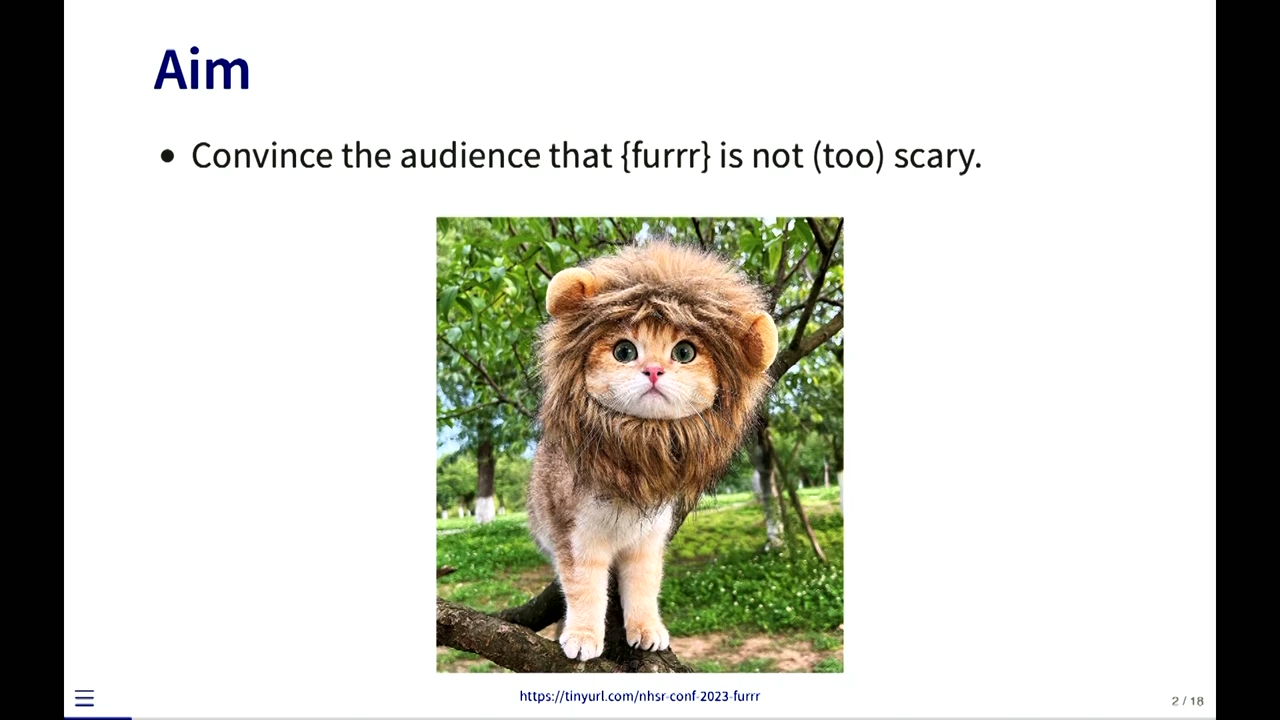 Aim
• Convince the audience that {furrr} is not (too) scary.
https://tinyurl.com/nhsr-conf-2023-furrr
2 / 18